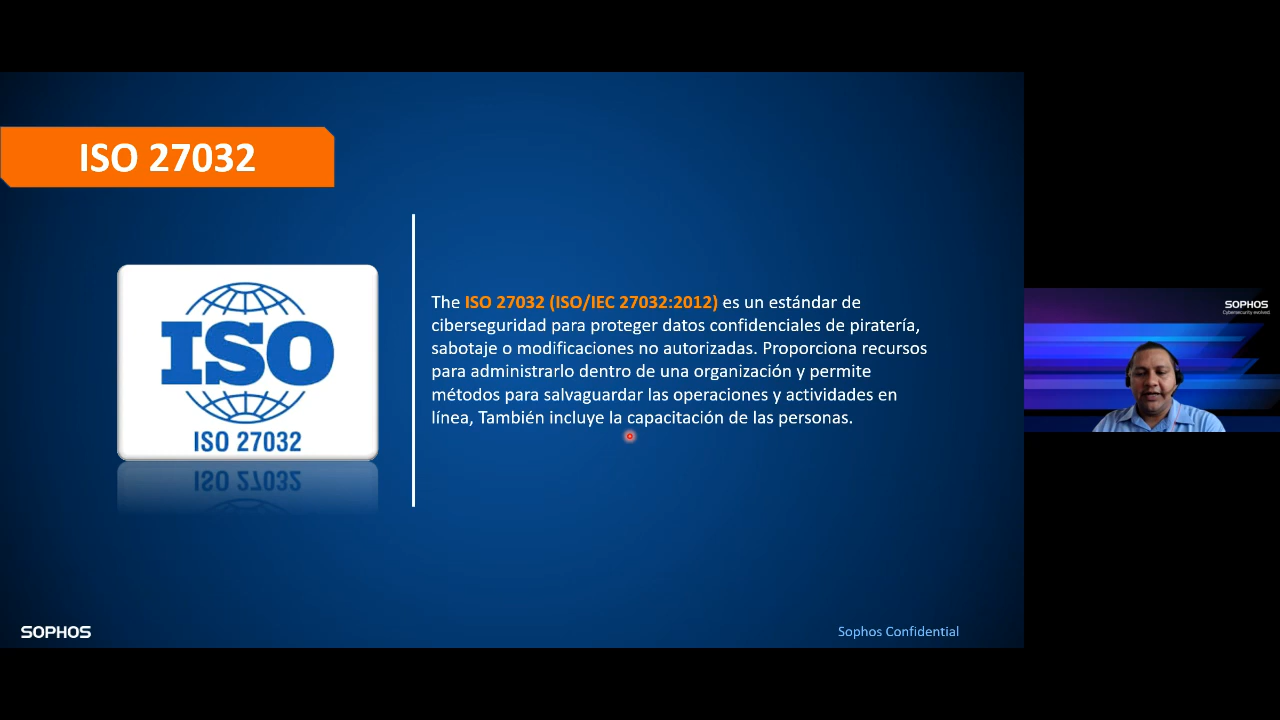 ISO 27032
ISO
ISO 27032
The ISO 27032 (ISO/IEC 27032:2012) es un estándar de
ciberseguridad para proteger datos confidenciales de piratería,
sabotaje o modificaciones no autorizadas. Proporciona recursos
para administrarlo dentro de una organización y permite
métodos para salvaguardar las operaciones y actividades en
línea, También incluye la capacitación de las personas.
SOPHOS
Sophos Confidential
SOPHOS
Cybersecurity evolved